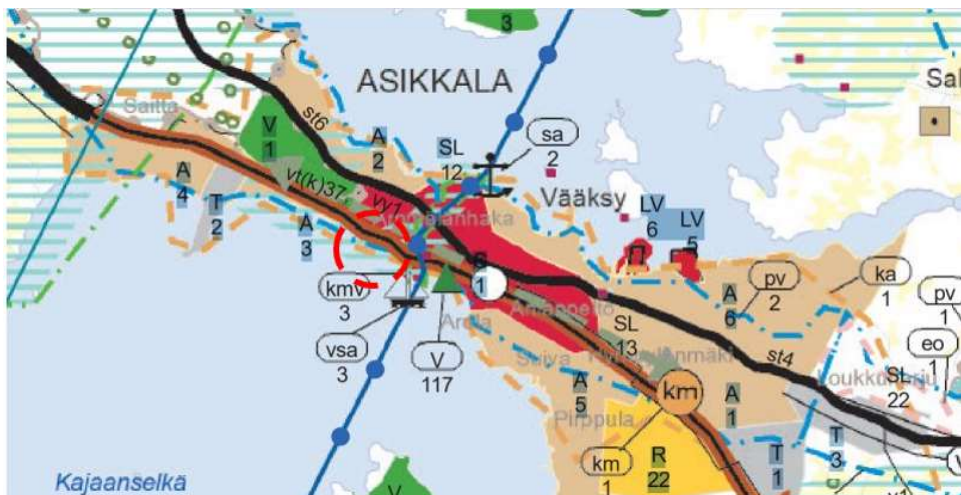 3
ASIKKALA
Sal
Saitta
st6
V
1
A
2
SL
12
sa
2
Vääksy
vt(k)37
vy1
A
4
T
2
A
3
LV
6
LV
5
kmv
3
1
A
6
pv
2
ka
1
pv
1
eo
1
vsa
3
V
117
Anola
Suiva
SL
13
st4
SL
22
km
A
5
Pirppula
A
1
km
1
R
22
T
1
T
3
Kajaanselkä
V